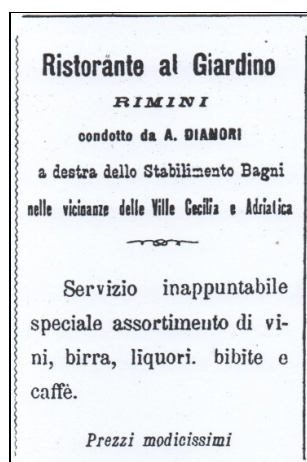 Ristorante al Giardino
RIMINI
condotto da A. DIAMORI
a destra dello Stabilimento Bagni
nelle vicinanze delle Ville Cecilia e Adriatica
Servizio inappuntabile
speciale assortimento di vi-
ni, birra, liquori. bibite e
caffè.
Prezzi modicissimi